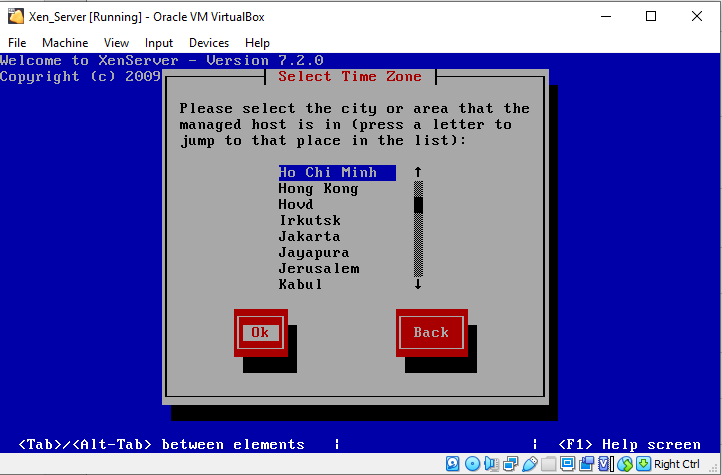 Xen_Server [Running] - Oracle VM VirtualBox
File Machine View Input Devices Help
Welcome to XenServer - Version 7.2.0
Copyright (c) 2009
Select Time Zone
Please select the city or area that the
managed host is in (press a letter to
jump to that place in the list):
Ho Chi Minh
Hong Kong
Hovd
Irkutsk
Jakarta
Jayapura
Jerusalem
Kabul
Ok Back
<Tab>/<Alt-Tab> between elements | | <F1> Help screen
Right Ctrl